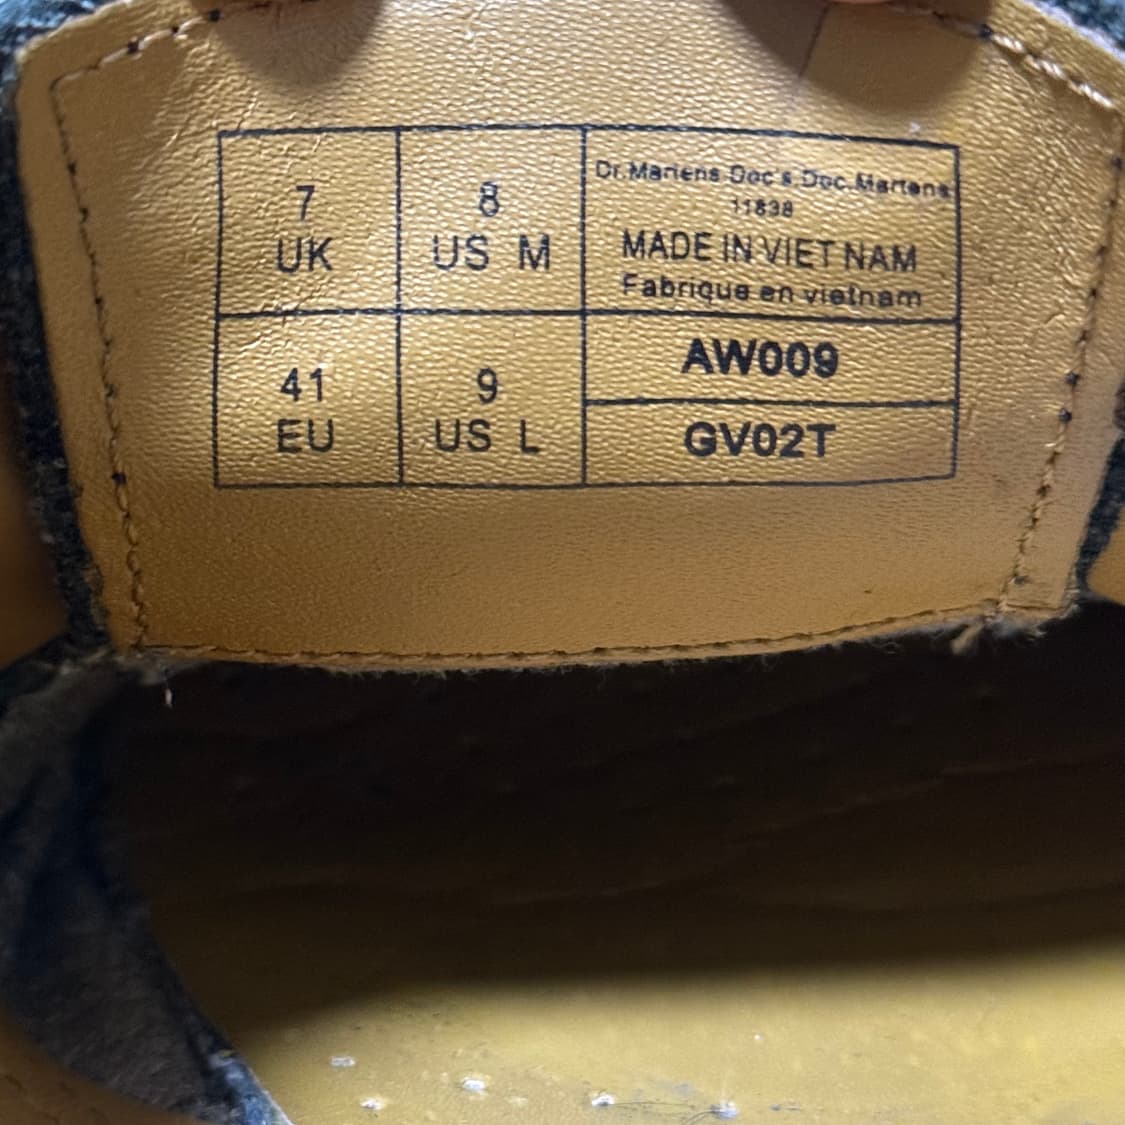 7
UK
8
US M
Dr. Martens Doc's Doc Martens
11838
MADE IN VIET NAM
Fabrique en vietnam
41
EU
9
US L
AW009
GV02T